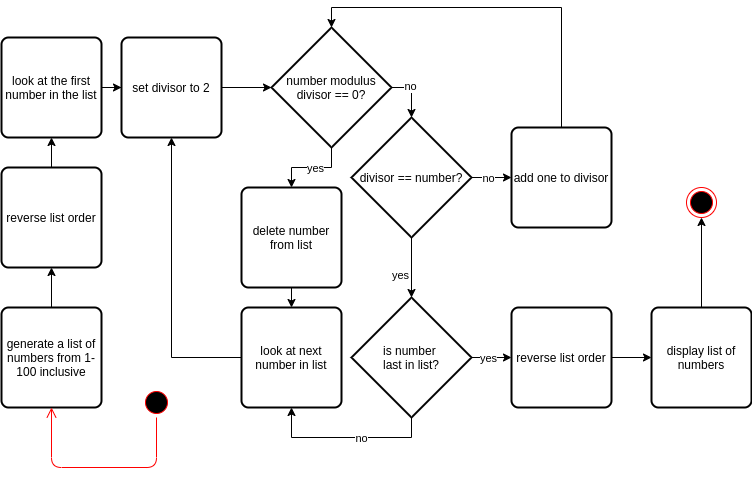 look at the first
number in the list
set divisor to 2
number modulus
divisor == 0?
no
yes
divisor == number?
no
add one to divisor
reverse list order
delete number
from list
yes
generate a list of
numbers from 1-
100 inclusive
look at next
number in list
is number
last in list?
yes
reverse list order
display list of
numbers
no